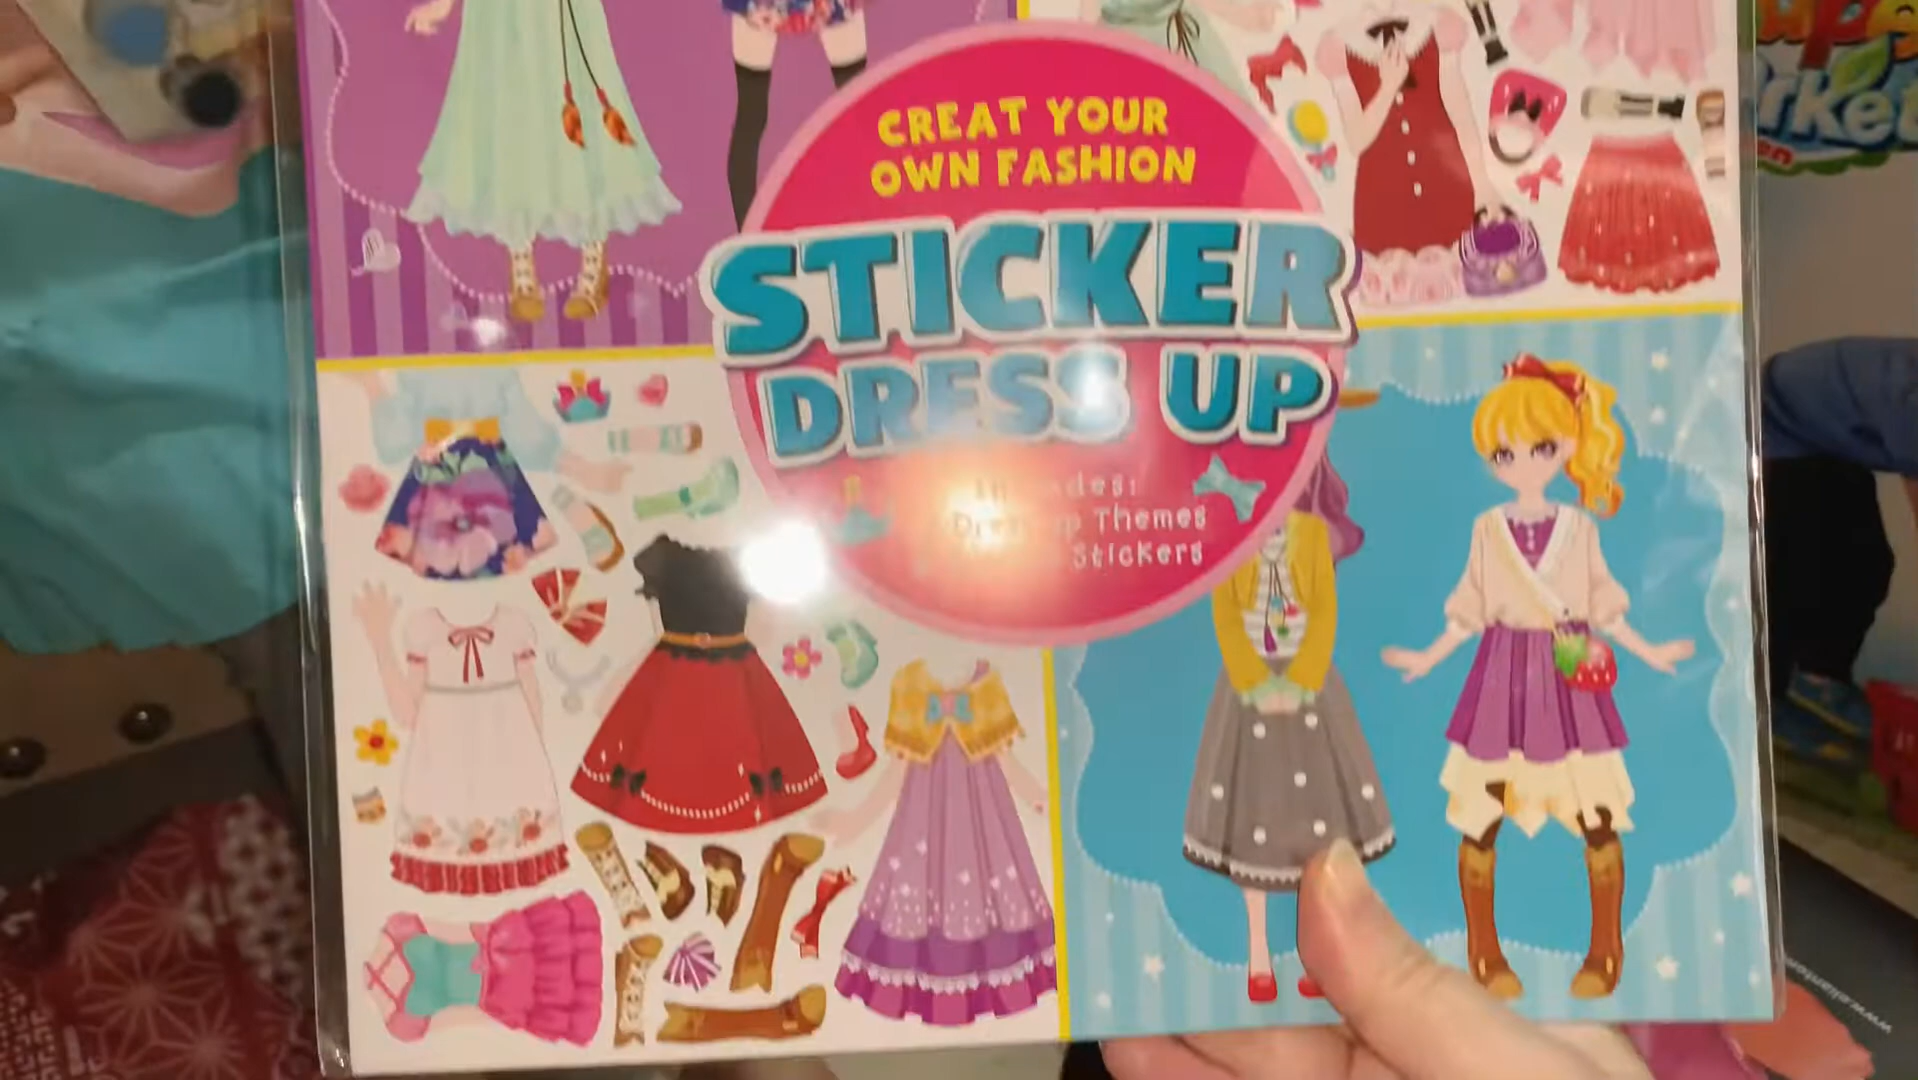 CREAT YOUR
OWN FASHION
STICKER
DRESS UP
Themes
Stickers